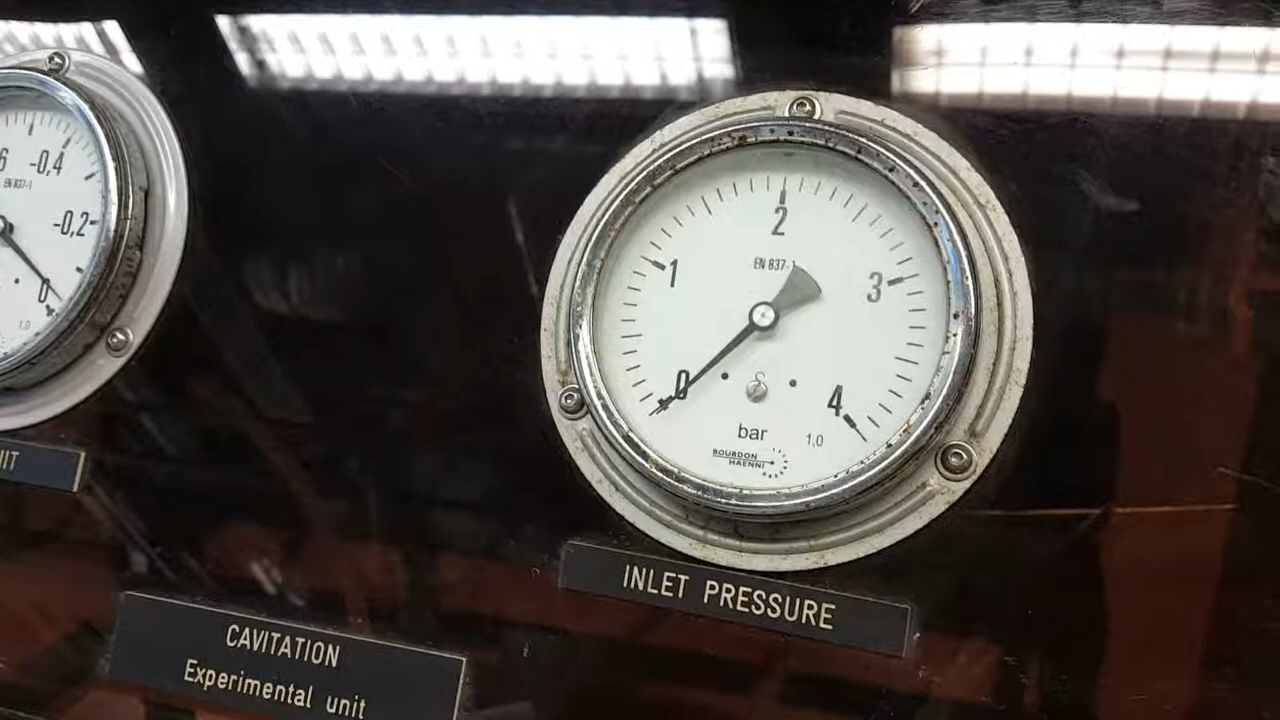 6 -0,4
EN 837-1
-0,2
0
1,0
2
1
EN 837-1
3
0
4
bar
1,0
BOURDON
HAENNI
INLET PRESSURE
CAVITATION
Experimental unit